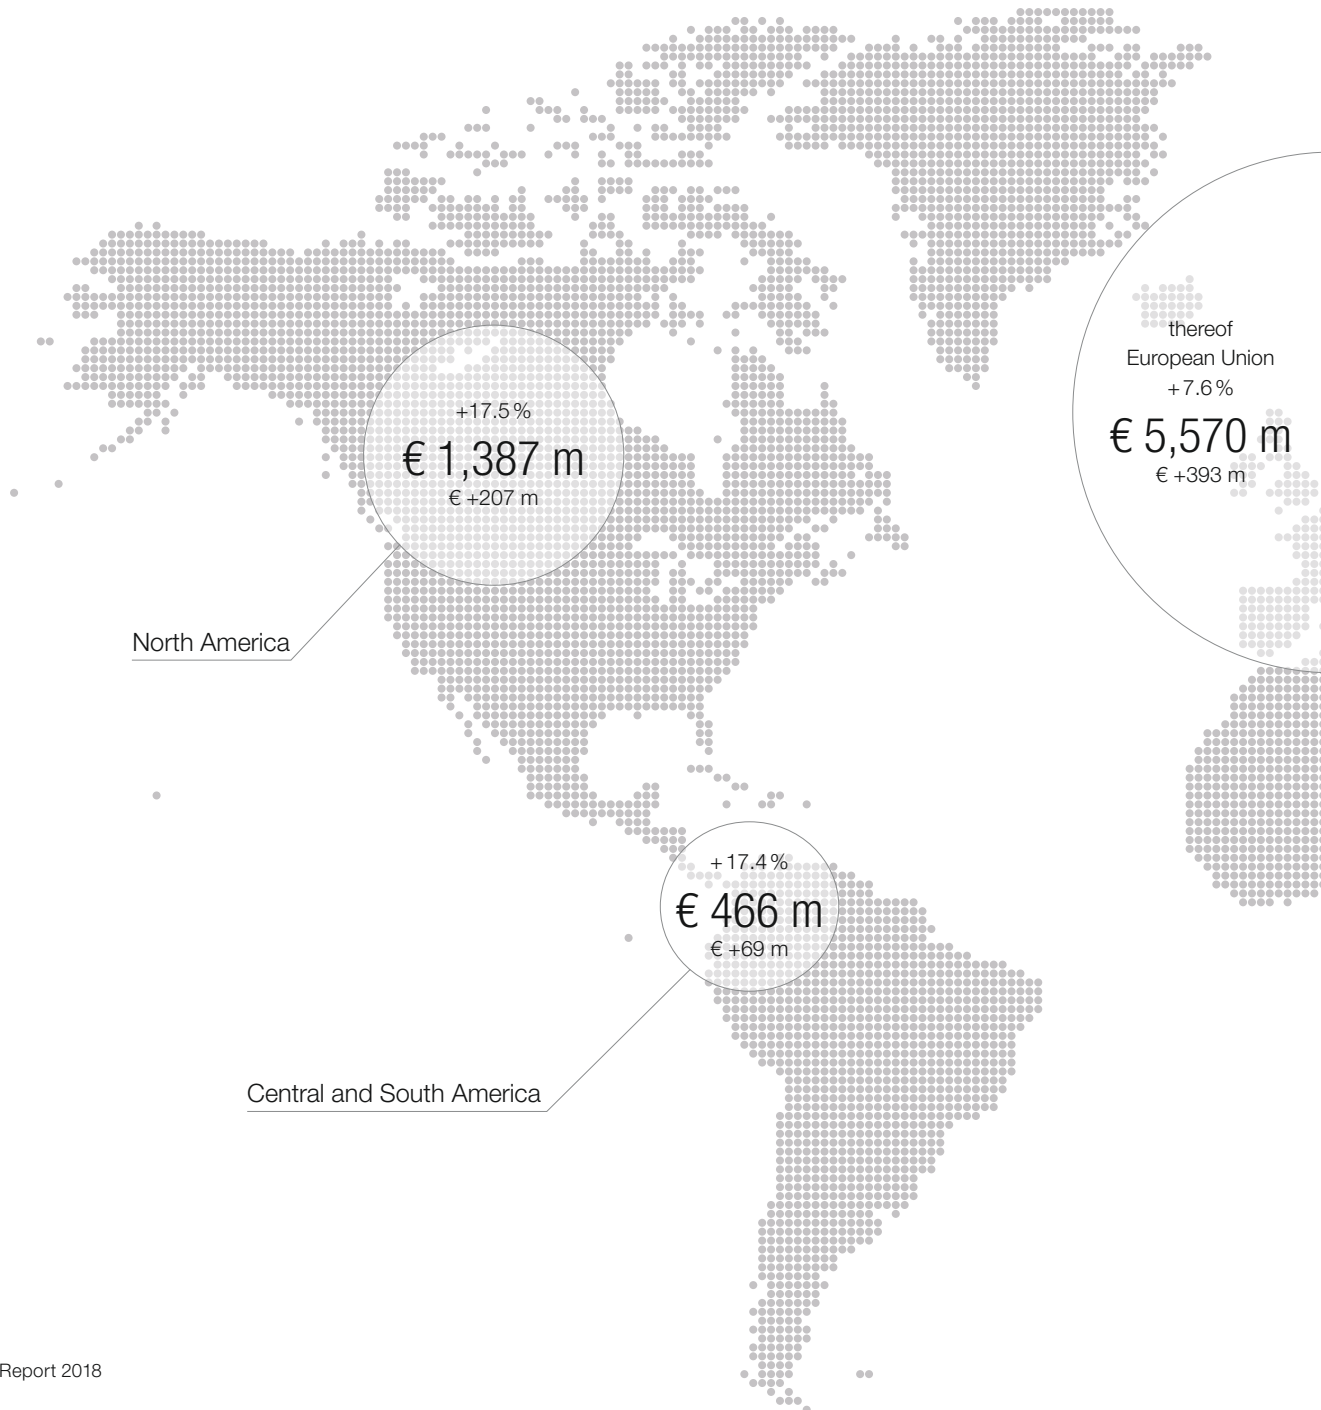 thereof
European Union
+7.6 %
€ 5,570 m
€ +393 m
+17.5 %
€ 1,387 m
€ +207 m
North America
+ 17.4 %
€ 466 m
€ +69 m
Central and South America
Report 2018